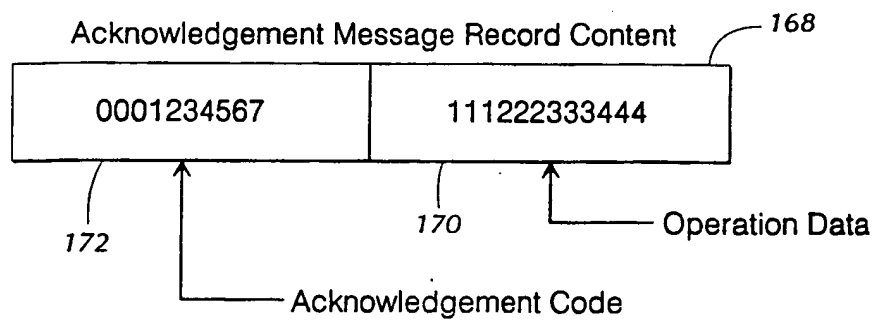 Acknowledgement Message Record Content
168
0001234567
111222333444
172
170
Operation Data
Acknowledgement Code